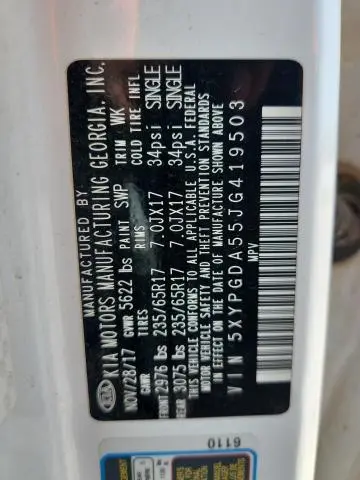 MANUFACTURED BY
KIA MOTORS MANUFACTURING GEORGIA, INC.
NOV/28/17 PAINT SWP TRIM WK
GVWR 5622 lbs
GAWR TIRES RIMS COLD TIRE INFL
FRONT 2976 lbs 235/65R17 7.0JX17 34psi SINGLE
REAR 3075 lbs 235/65R17 7.0JX17 34psi SINGLE
THIS VEHICLE CONFORMS TO ALL APPLICABLE U.S.A. FEDERAL
MOTOR VEHICLE SAFETY AND THEFT PREVENTION STANDARDS
IN EFFECT ON THE DATE OF MANUFACTURE SHOWN ABOVE
VIN 5XYPGDA55JG419503
MPV
6110